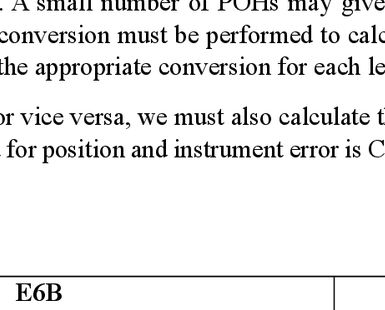 . A small number of POHs may give
conversion must be performed to calc
the appropriate conversion for each le
or vice versa, we must also calculate t
for position and instrument error is C
E6B